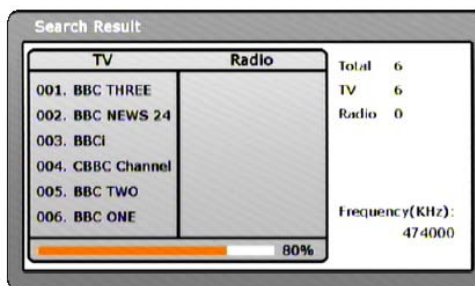 Search Result
TV Radio
001. BBC THREE
002. BBC NEWS 24
003. BBCi
004. CBBC Channel
005. BBC TWO
006. BBC ONE
80%
Total 6
TV 6
Radio 0
Frequency(KHz):
474000